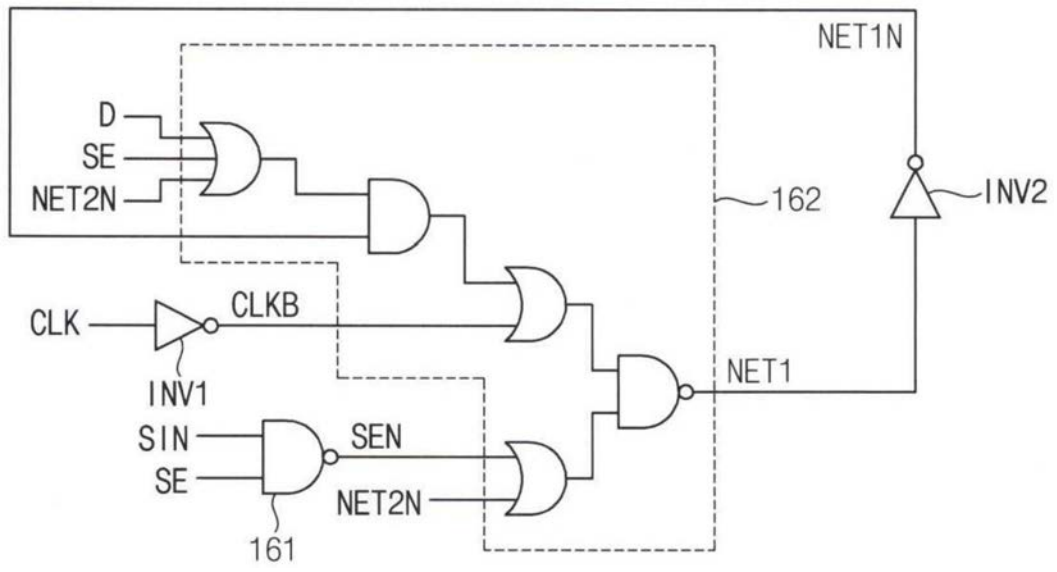 NET1N
D
SE
NET2N
162
INV2
CLK
CLKB
INV1
NET1
SIN
SEN
SE
NET2N
161